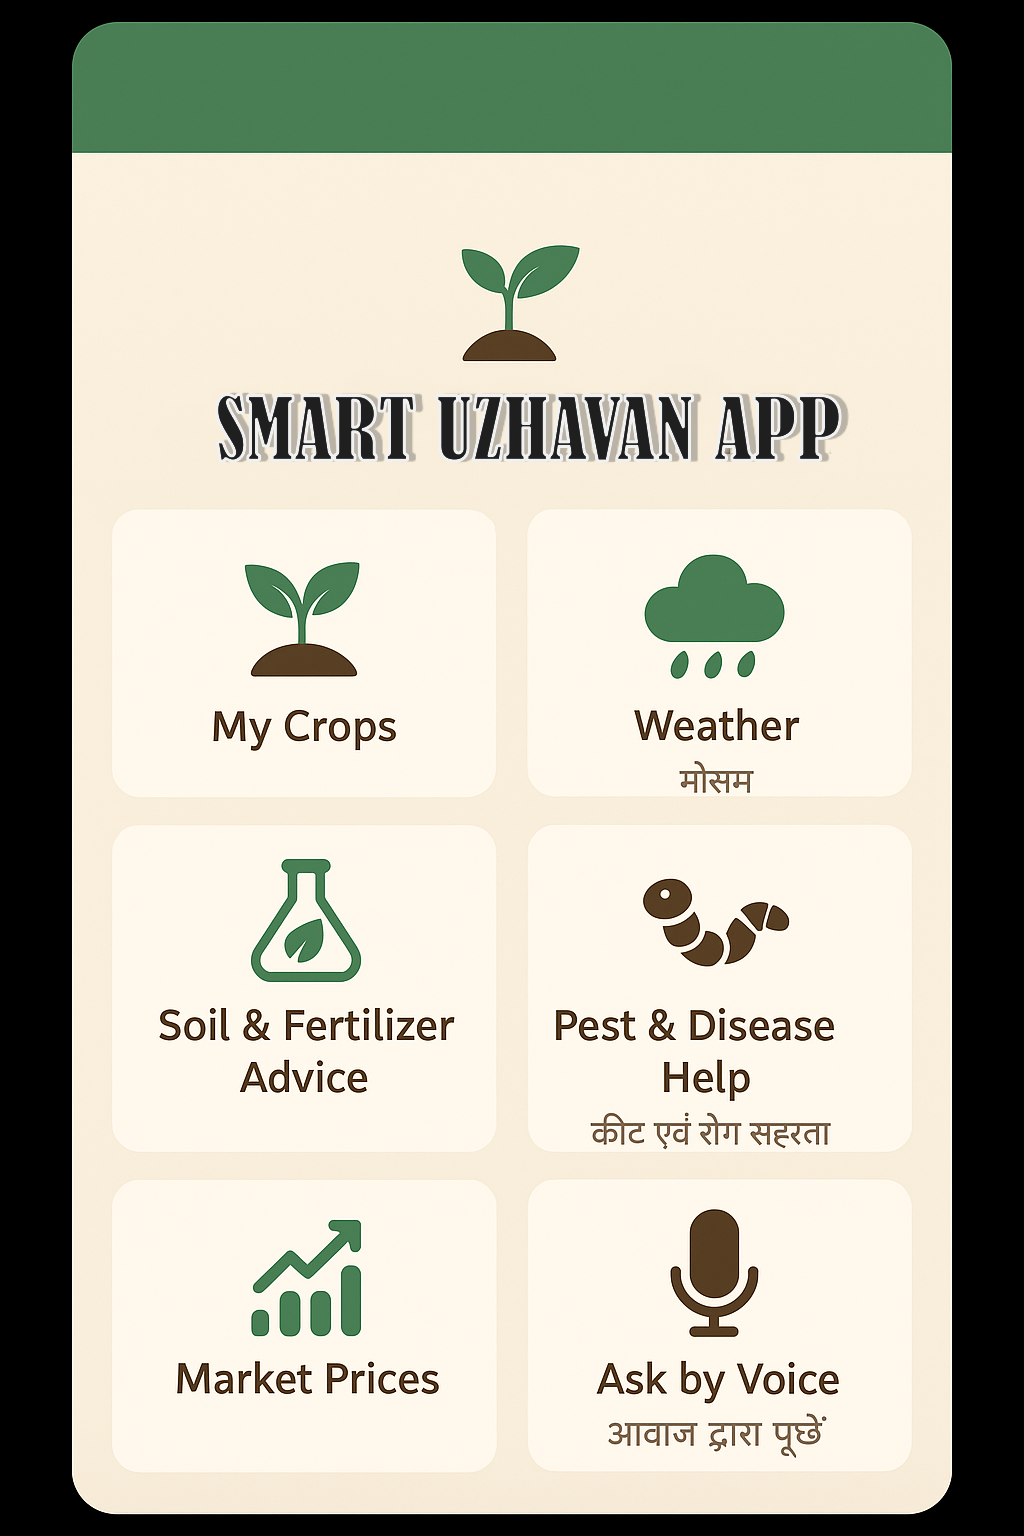 SMART UZHAVAN APP
My Crops
Weather
मोसम
Soil & Fertilizer
Advice
Pest & Disease
Help
कीट एवं रोग सहरता
Market Prices
Ask by Voice
आवाज द्वारा पूछें